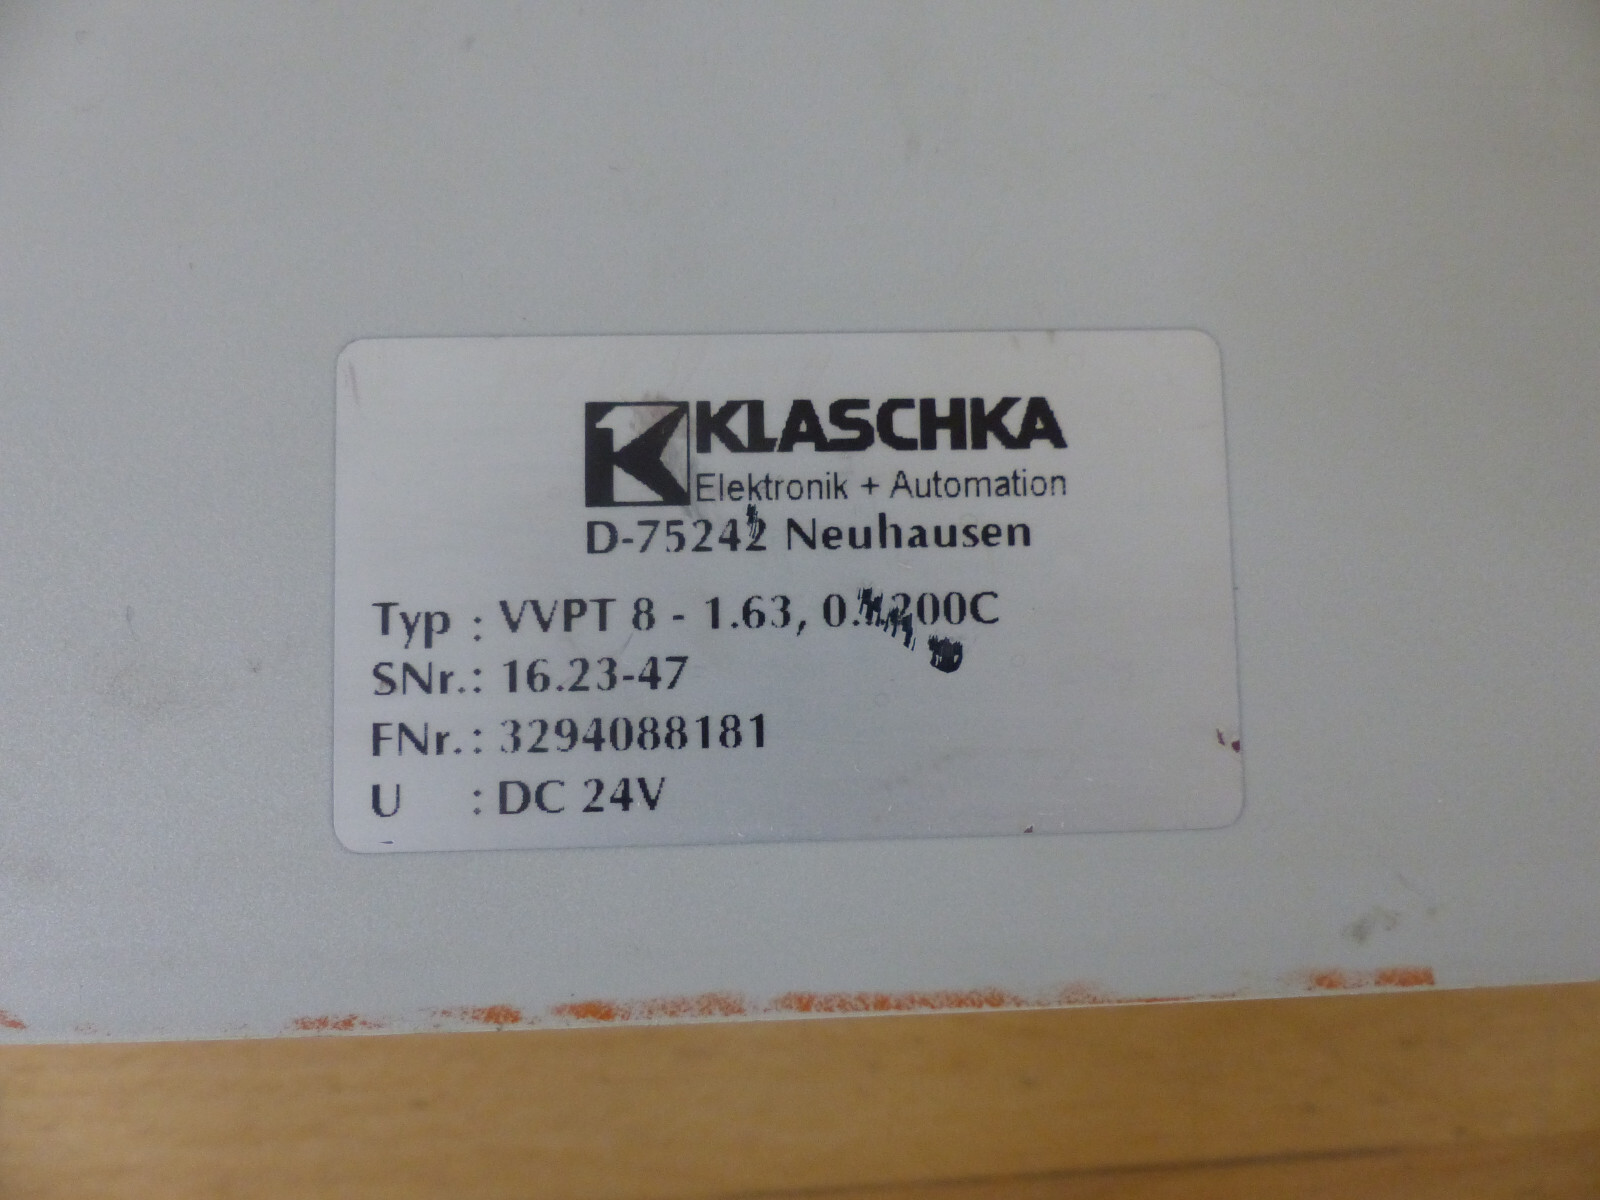 KLASCHKA
Elektronik + Automation
D-75242 Neuhausen
Typ : VVPT 8 - 1.63,
SNr.: 16.23-47
FNr.: 3294088181
U : DC 24V